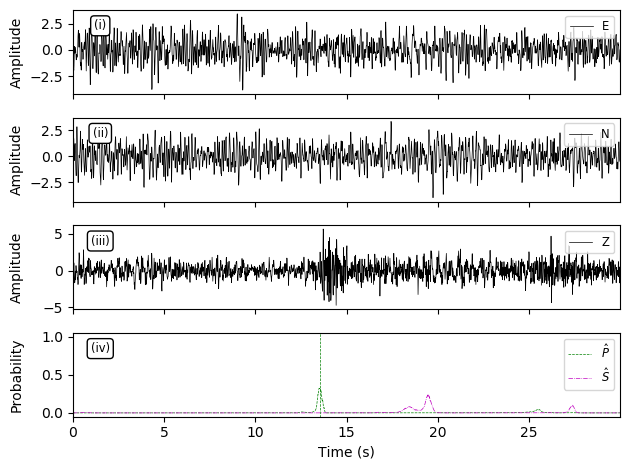 (i)
E
Amplitude
2.5
0.0
−2.5
(ii)
N
Amplitude
2.5
0.0
−2.5
(iii)
Z
Amplitude
5
0
−5
(iv)
P̂
Ŝ
Probability
1.0
0.5
0.0
0 5 10 15 20 25
Time (s)